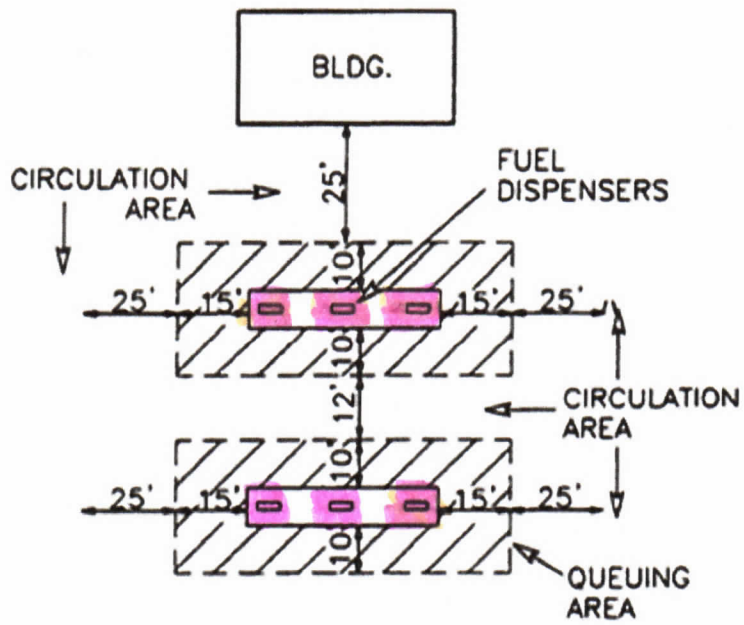 BLDG.
CIRCULATION
AREA
25'
FUEL
DISPENSERS
10'
25' 15' 15' 25'
10'
12'
CIRCULATION
AREA
10'
25' 15' 15' 25'
10'
QUEUING
AREA